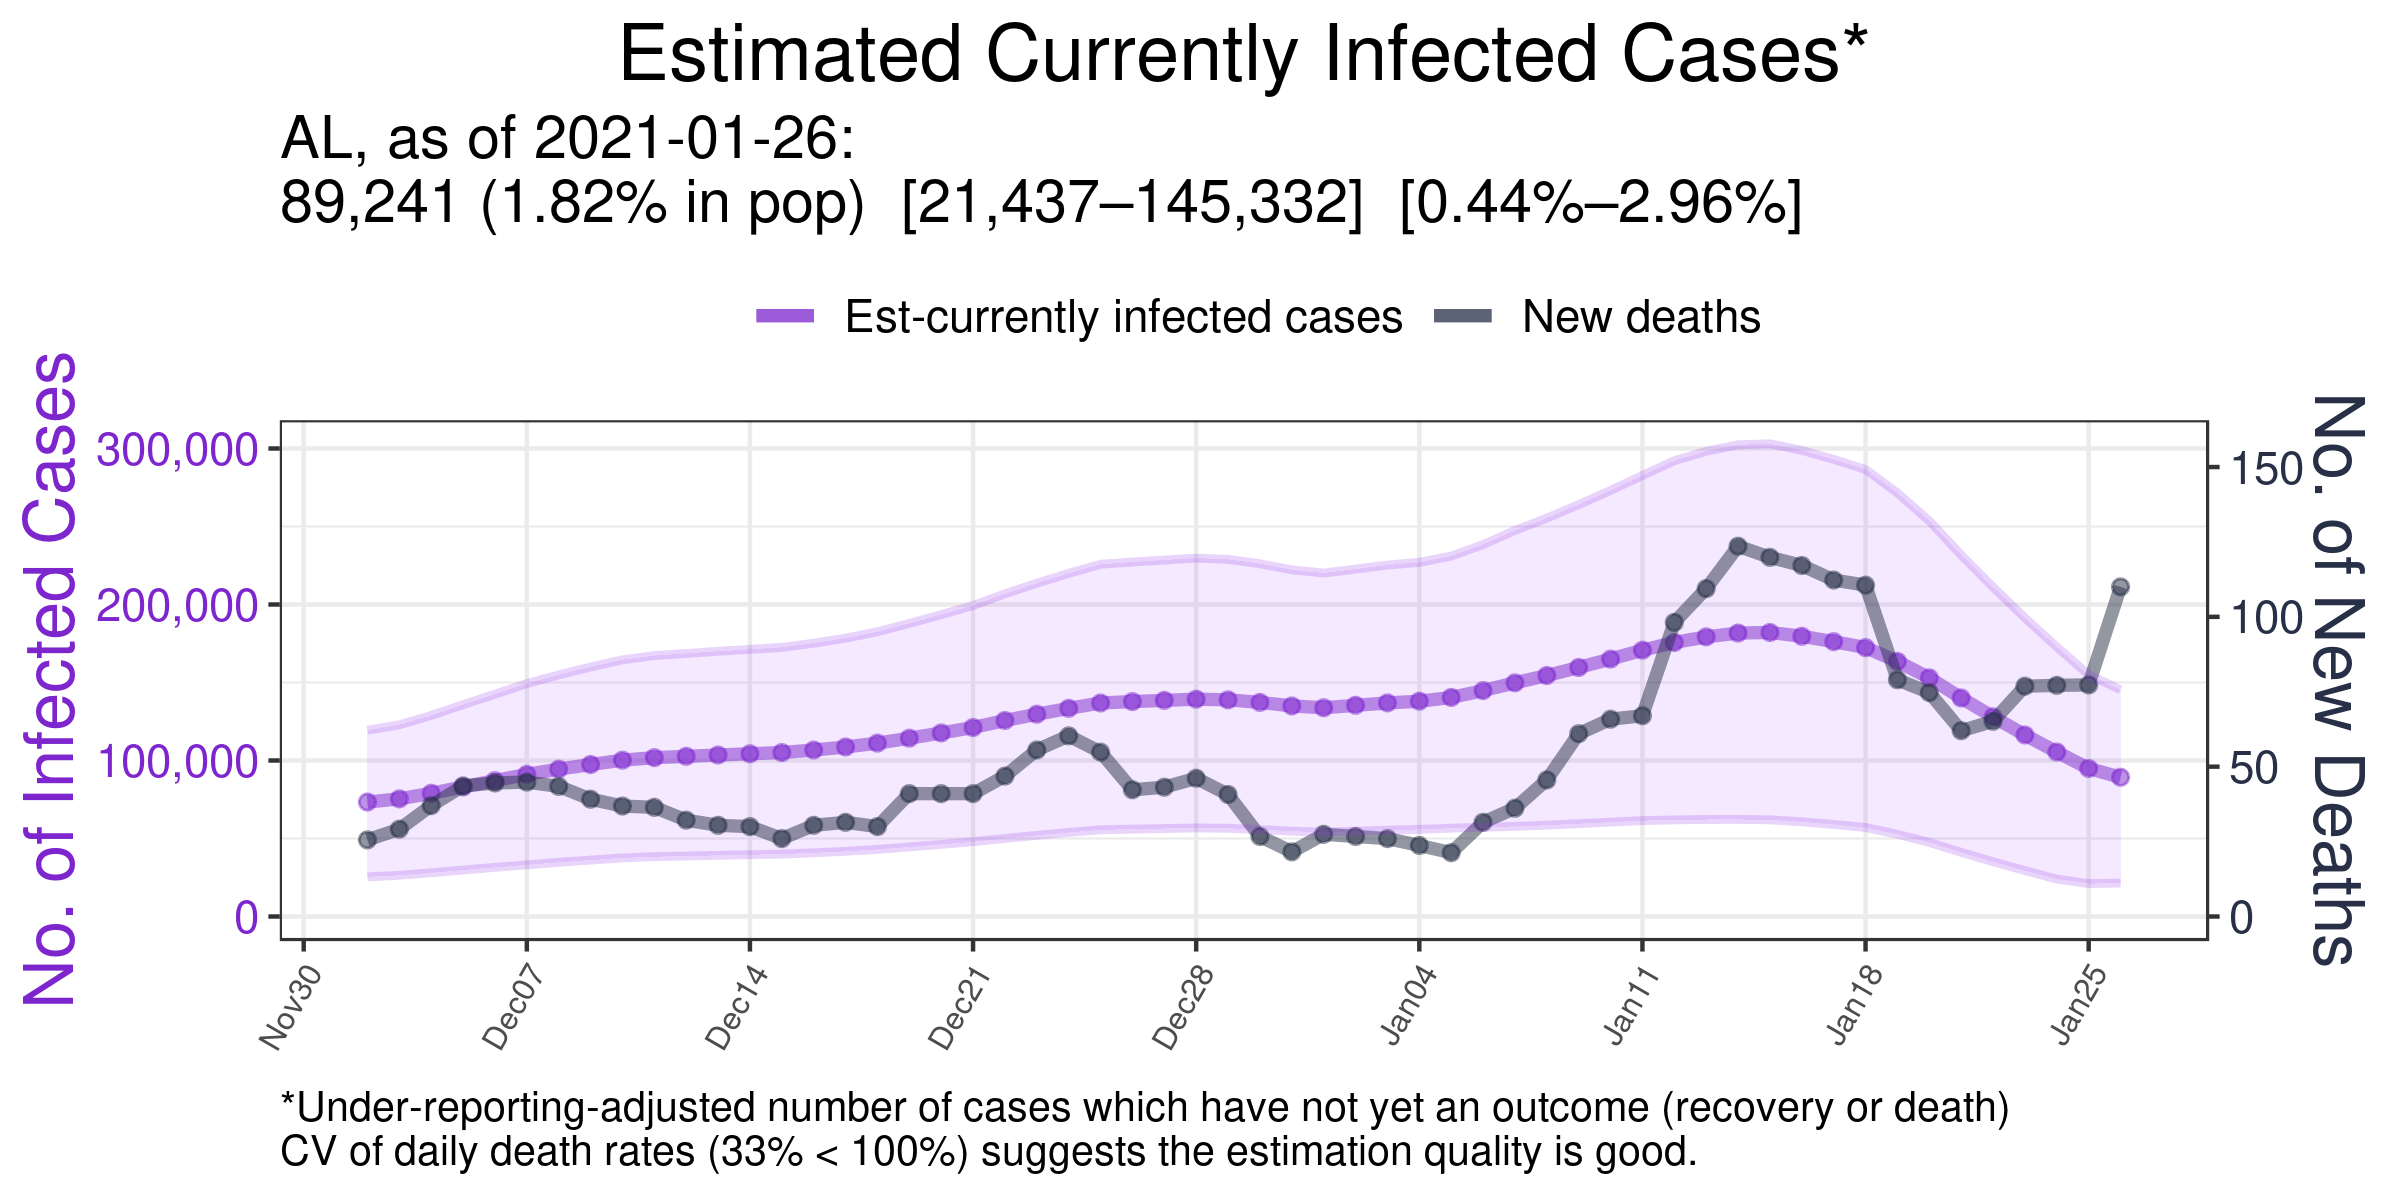 Estimated Currently Infected Cases*
AL, as of 2021-01-26:
89,241 (1.82% in pop)  [21,437–145,332]  [0.44%–2.96%]
Est-currently infected cases
New deaths
No. of Infected Cases
300,000
200,000
100,000
0
No. of New Deaths
150
100
50
0
Nov30
Dec07
Dec14
Dec21
Dec28
Jan04
Jan11
Jan18
Jan25
*Under-reporting-adjusted number of cases which have not yet an outcome (recovery or death)
CV of daily death rates (33% < 100%) suggests the estimation quality is good.